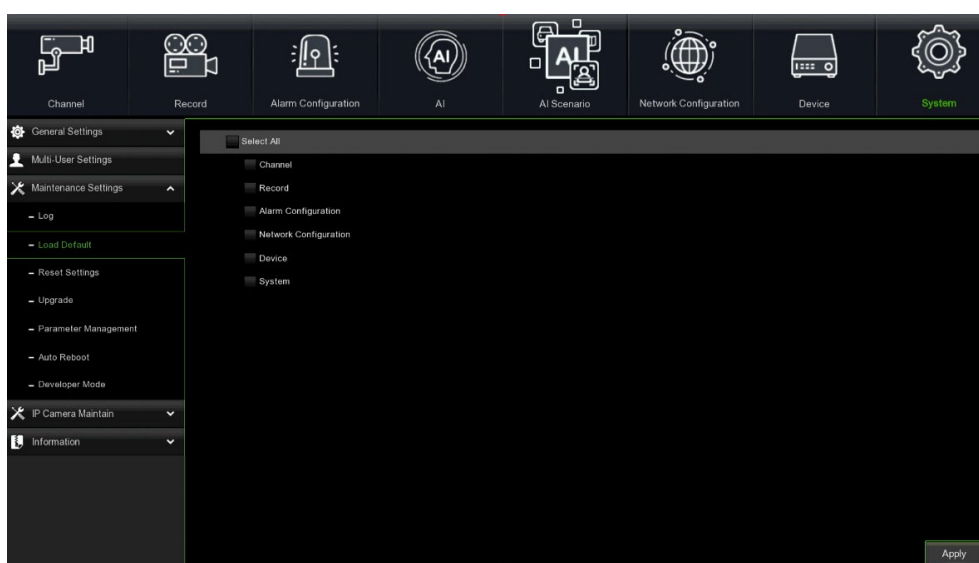 AI
AI
Channel
Record
Alarm Configuration
AI
AI Scenario
Network Configuration
Device
System
General Settings
Multi-User Settings
Maintenance Settings
– Log
– Load Default
– Reset Settings
– Upgrade
– Parameter Management
– Auto Reboot
– Developer Mode
IP Camera Maintain
Information
Select All
Channel
Record
Alarm Configuration
Network Configuration
Device
System
Apply